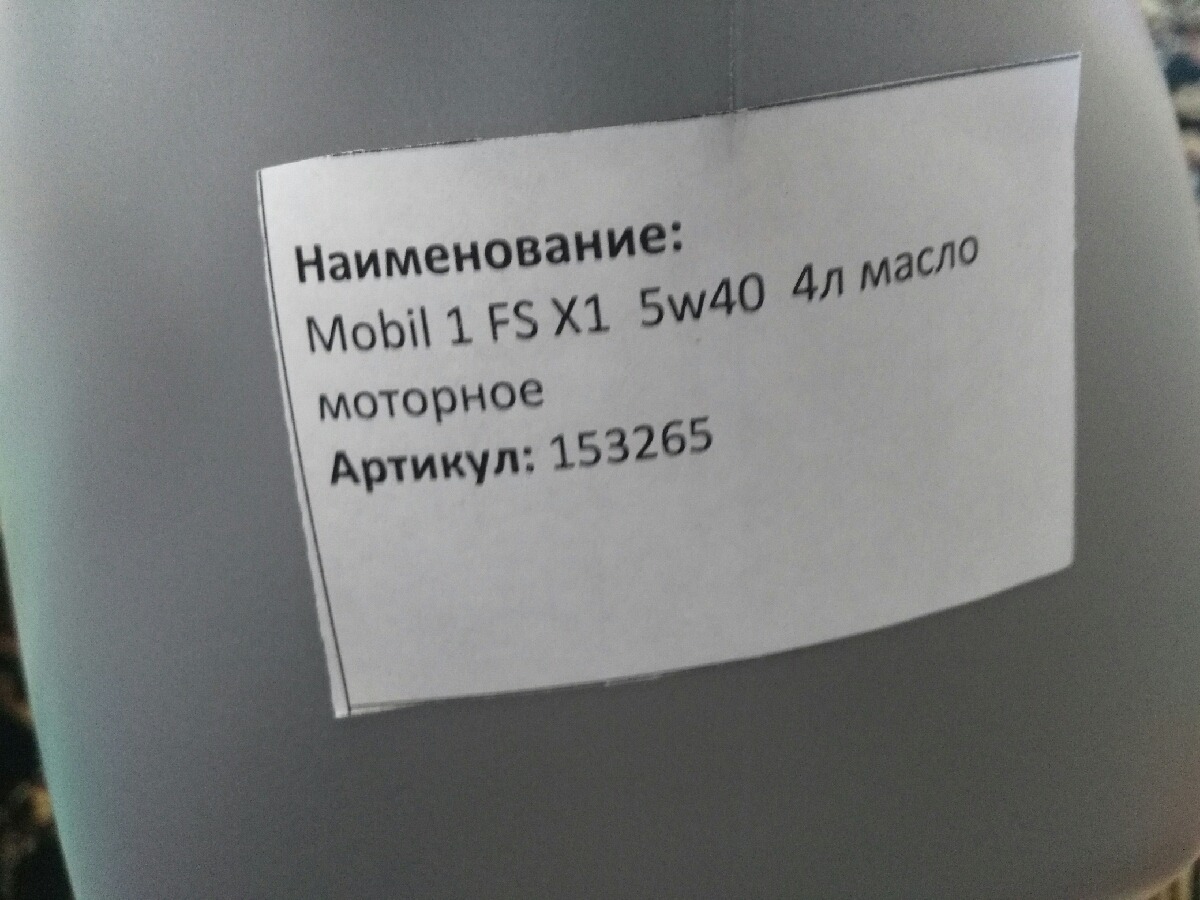 Наименование:
Mobil 1 FS X1 5w40 4л масло
моторное
Артикул: 153265